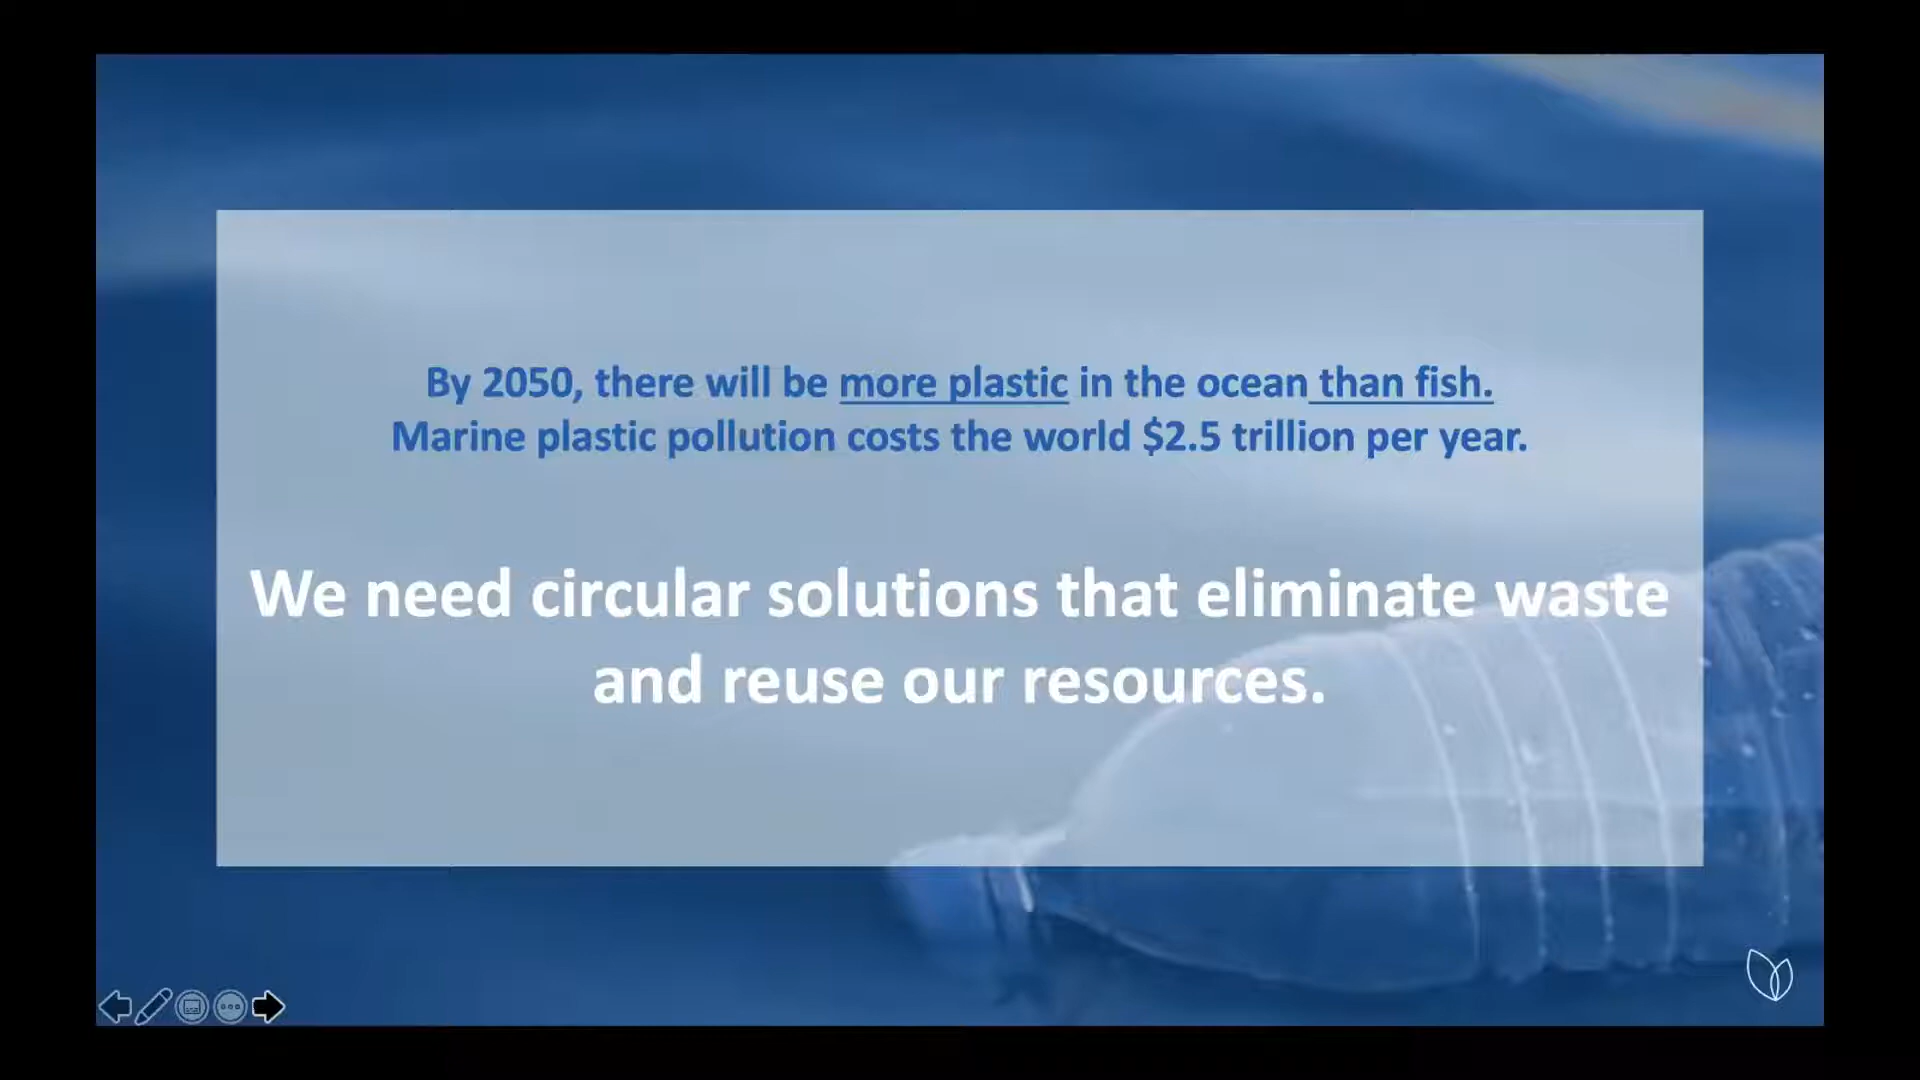 By 2050, there will be more plastic in the ocean than fish.
Marine plastic pollution costs the world $2.5 trillion per year.
We need circular solutions that eliminate waste
and reuse our resources.